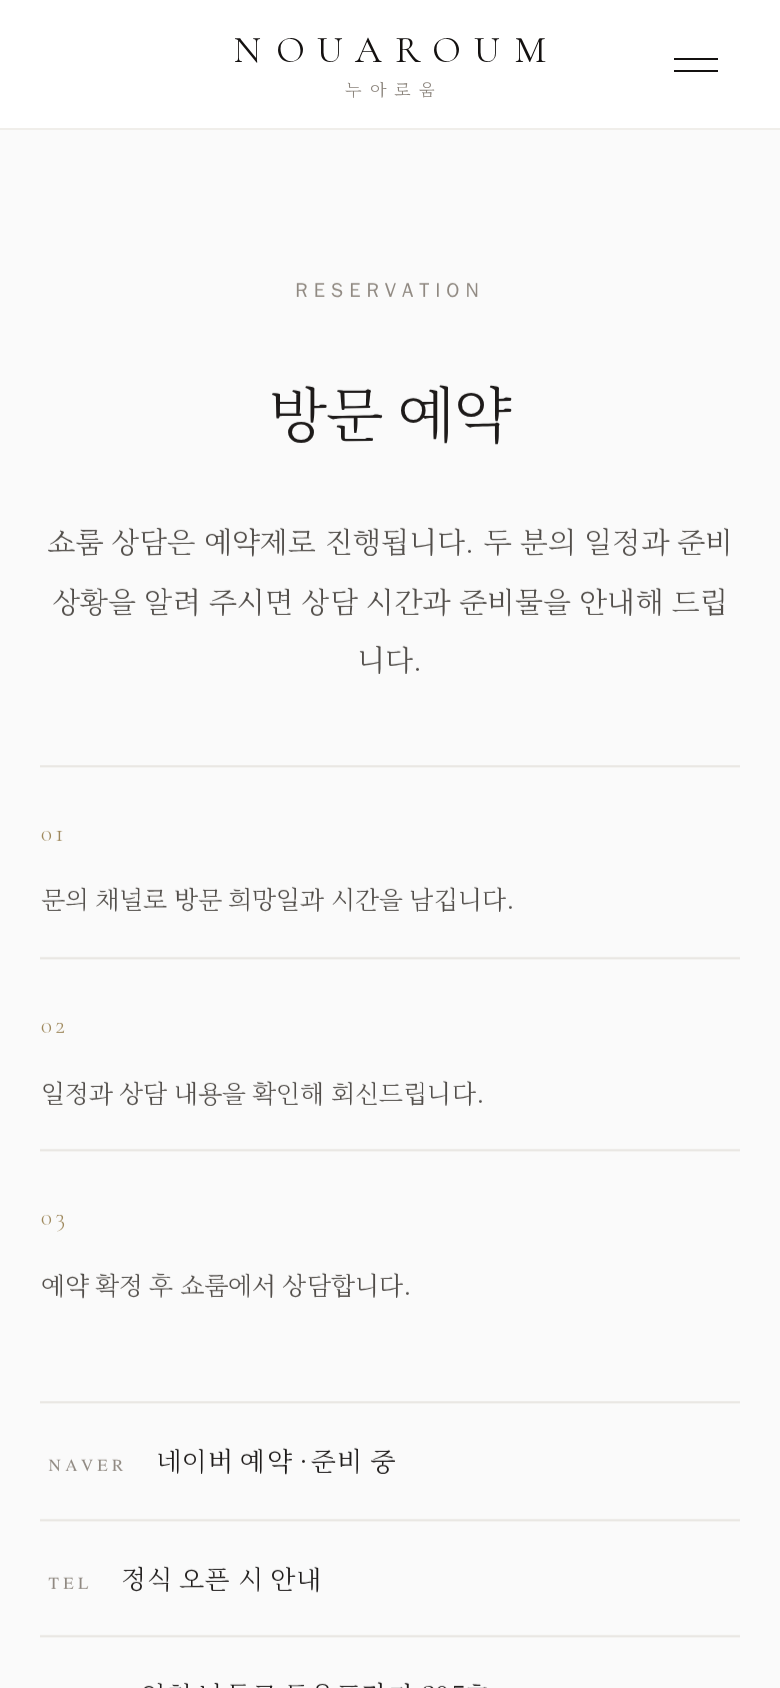 NOUAROUM
누아로움
RESERVATION
방문 예약
쇼룸 상담은 예약제로 진행됩니다. 두 분의 일정과 준비
상황을 알려 주시면 상담 시간과 준비물을 안내해 드립
니다.
01
문의 채널로 방문 희망일과 시간을 남깁니다.
02
일정과 상담 내용을 확인해 회신드립니다.
03
예약 확정 후 쇼룸에서 상담합니다.
NAVER 네이버 예약 · 준비 중
TEL 정식 오픈 시 안내